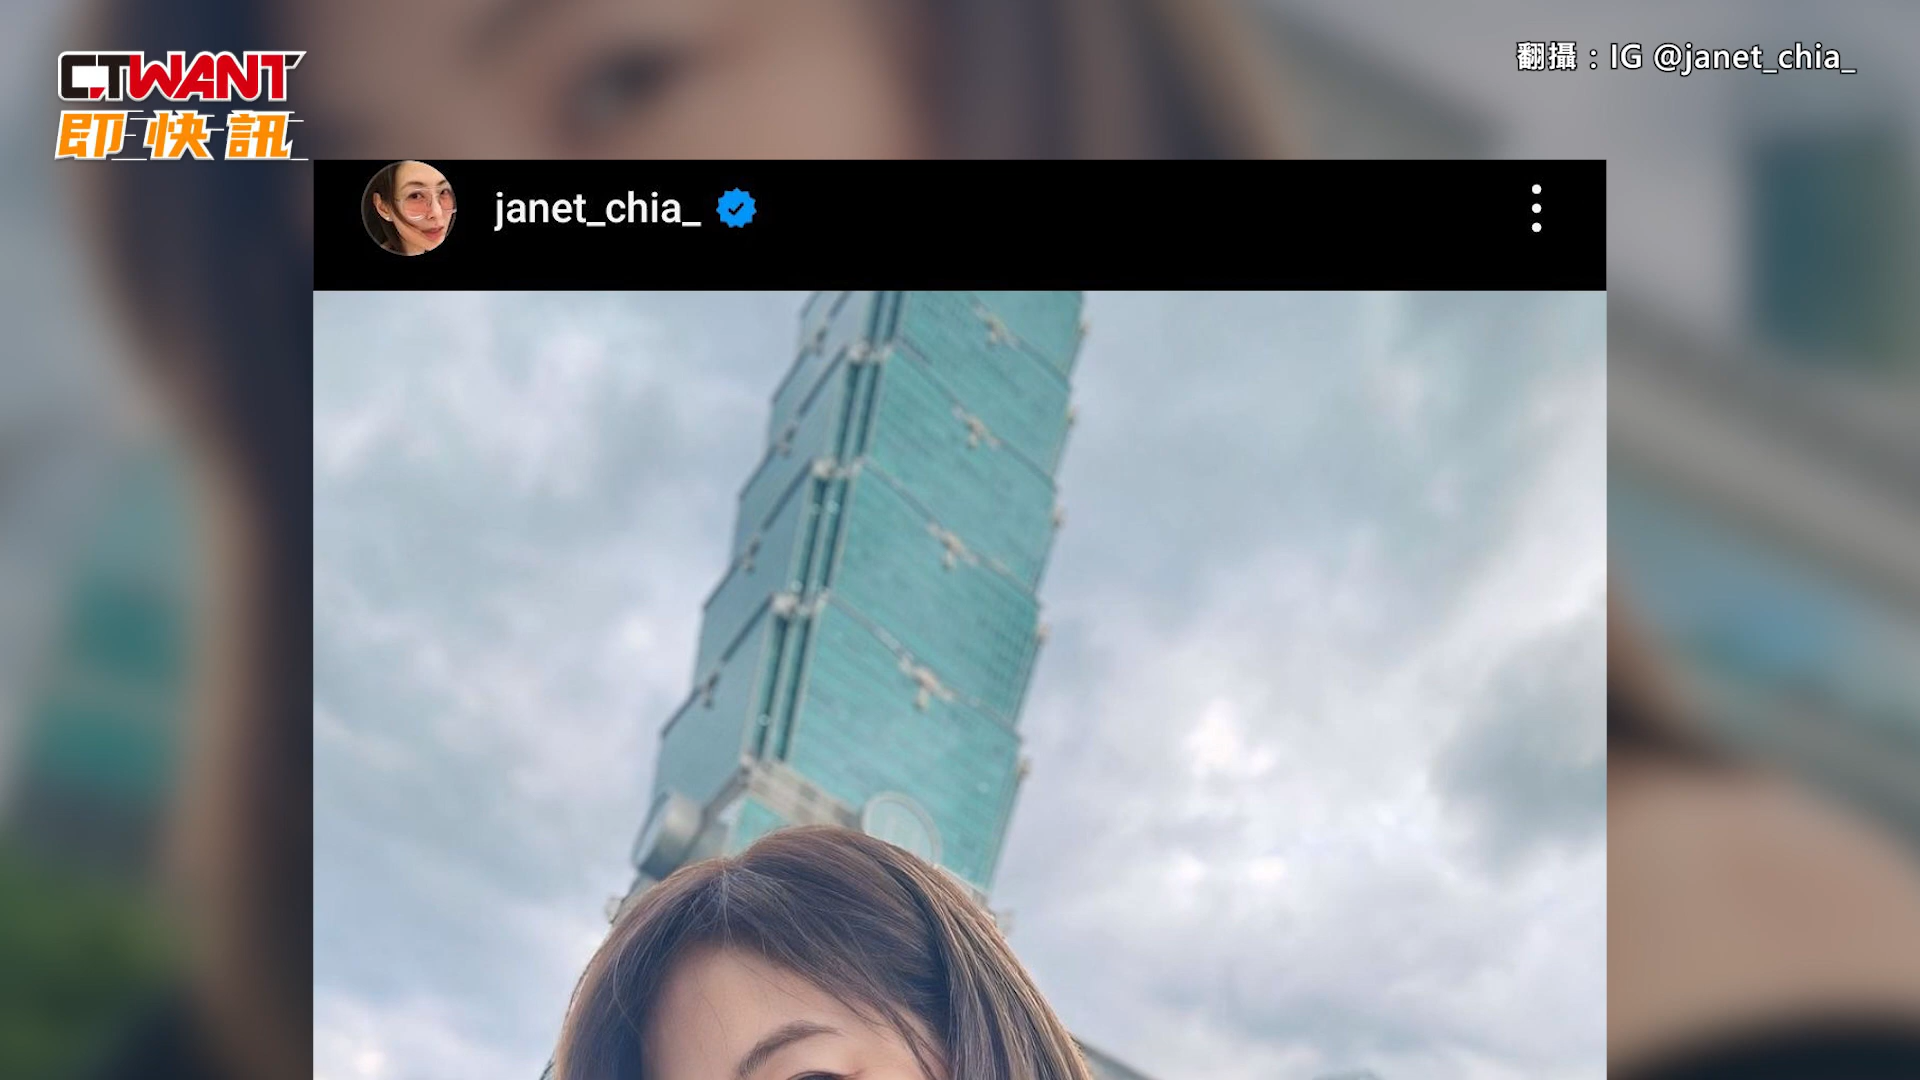 CTWANT
即快訊
翻攝：IG @janet_chia_
janet_chia_